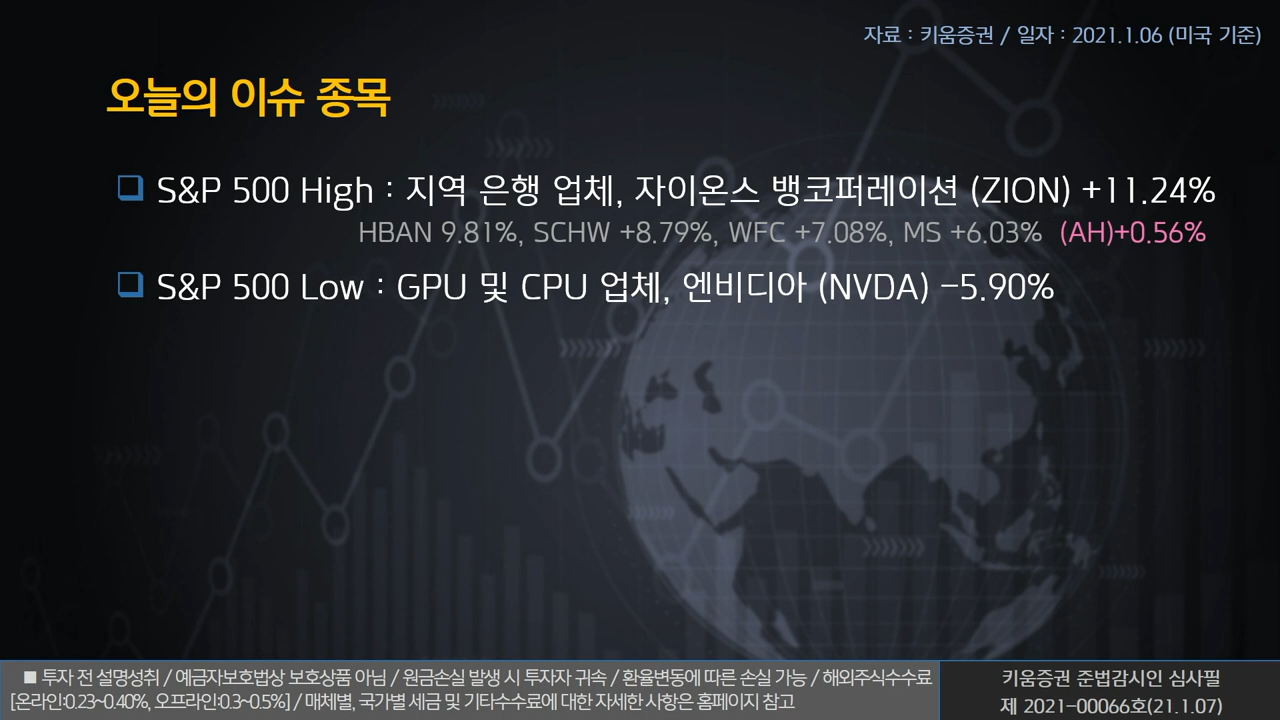 자료 : 키움증권 / 일자 : 2021.1.06 (미국 기준)
오늘의 이슈 종목
❑ S&P 500 High : 지역 은행 업체, 자이온스 뱅코퍼레이션 (ZION) +11.24%
HBAN 9.81%, SCHW +8.79%, WFC +7.08%, MS +6.03% (AH)+0.56%
❑ S&P 500 Low : GPU 및 CPU 업체, 엔비디아 (NVDA) -5.90%
■ 투자 전 설명성취 / 예금자보호법상 보호상품 아님 / 원금손실 발생 시 투자자 귀속 / 환율변동에 따른 손실 가능 / 해외주식수수료
[온라인:0.23~0.40%, 오프라인:0.3~0.5%] / 매체별, 국가별 세금 및 기타수수료에 대한 자세한 사항은 홈페이지 참고
키움증권 준법감시인 심사필
제 2021-00066호(21.1.07)